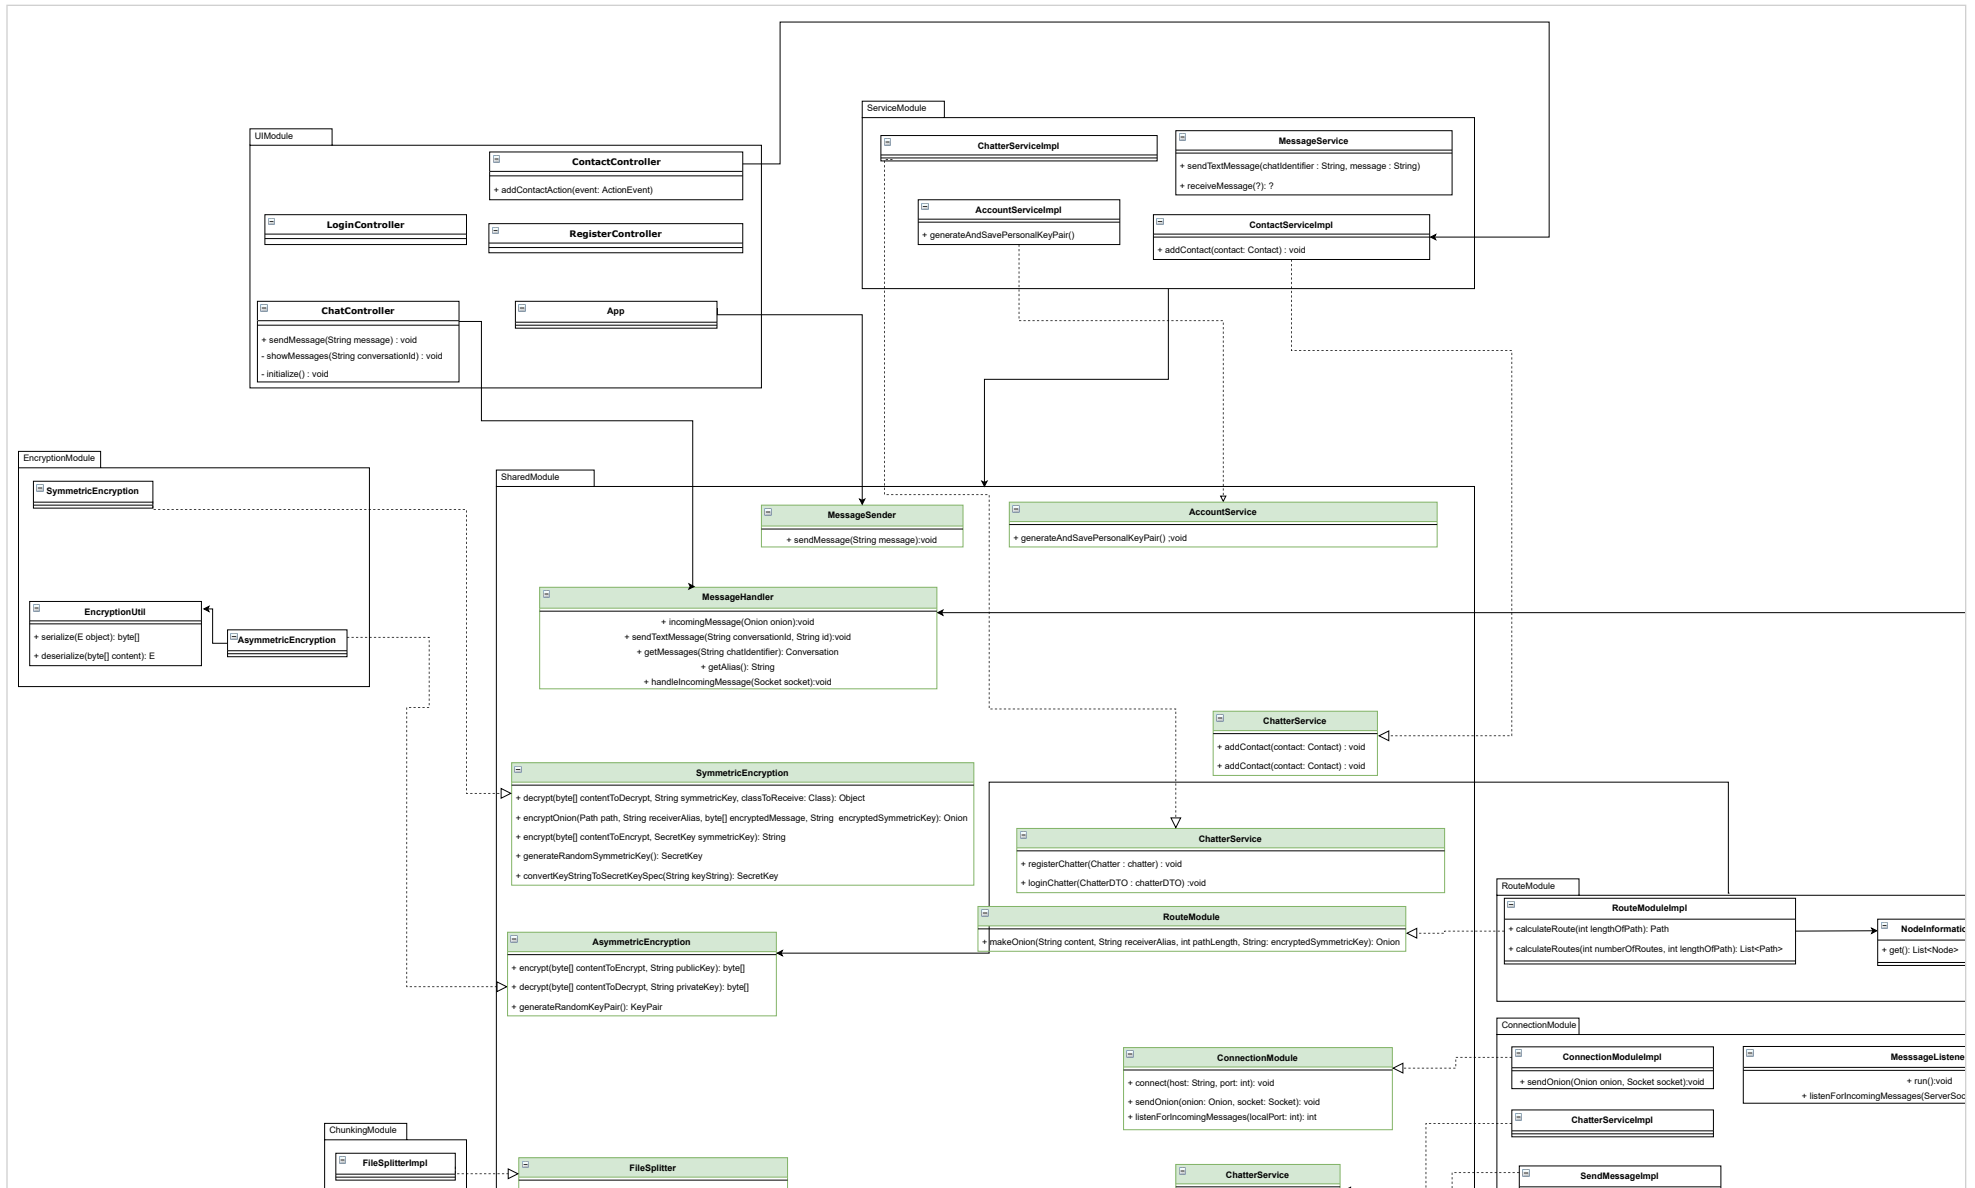 ServiceModule
ChatterServiceImpl
MessageService
+ sendTextMessage(chatIdentifier : String, message : String)
+ receiveMessage(?): ?
AccountServiceImpl
+ generateAndSavePersonalKeyPair()
ContactServiceImpl
+ addContact(contact: Contact) : void
UIModule
ContactController
+ addContactAction(event: ActionEvent)
LoginController
RegisterController
ChatController
+ sendMessage(String message) : void
- showMessages(String conversationId) : void
- initialize() : void
App
EncryptionModule
SymmetricEncryption
EncryptionUtil
+ serialize(E object): byte[]
+ deserialize(byte[] content): E
AsymmetricEncryption
SharedModule
MessageSender
+ sendMessage(String message):void
AccountService
+ generateAndSavePersonalKeyPair() ;void
MessageHandler
+ incomingMessage(Onion onion):void
+ sendTextMessage(String conversationId, String id):void
+ getMessages(String chatIdentifier): Conversation
+ getAlias(): String
+ handleIncomingMessage(Socket socket):void
ChatterService
+ addContact(contact: Contact) : void
+ addContact(contact: Contact) : void
SymmetricEncryption
+ decrypt(byte[] contentToDecrypt, String symmetricKey, classToReceive: Class): Object
+ encryptOnion(Path path, String receiverAlias, byte[] encryptedMessage, String encryptedSymmetricKey): Onion
+ encrypt(byte[] contentToEncrypt, SecretKey symmetricKey): String
+ generateRandomSymmetricKey(): SecretKey
+ convertKeyStringToSecretKeySpec(String keyString): SecretKey
ChatterService
+ registerChatter(Chatter : chatter) : void
+ loginChatter(ChatterDTO : chatterDTO) :void
RouteModule
+ makeOnion(String content, String receiverAlias, int pathLength, String: encryptedSymmetricKey): Onion
AsymmetricEncryption
+ encrypt(byte[] contentToEncrypt, String publicKey): byte[]
+ decrypt(byte[] contentToDecrypt, String privateKey): byte[]
+ generateRandomKeyPair(): KeyPair
RouteModule
RouteModuleImpl
+ calculateRoute(int lengthOfPath): Path
+ calculateRoutes(int numberOfRoutes, int lengthOfPath): List<Path>
NodeInformatio
+ get(): List<Node>
ConnectionModule
ConnectionModuleImpl
+ sendOnion(Onion onion, Socket socket):void
MesssageListene
+ run():void
+ listenForIncomingMessages(ServerSoc
ChatterServiceImpl
SendMessageImpl
ConnectionModule
+ connect(host: String, port: int): void
+ sendOnion(onion: Onion, socket: Socket): void
+ listenForIncomingMessages(localPort: int): int
ChatterService
ChunkingModule
FileSplitterImpl
FileSplitter